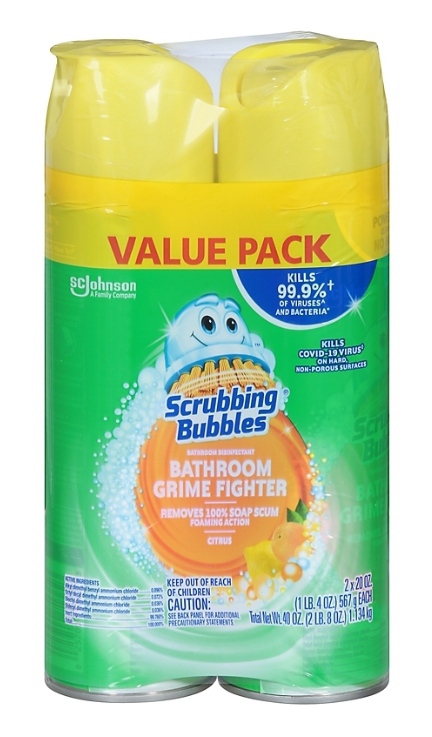 VALUE PACK
SC Johnson
A Family Company
KILLS
99.9%†
OF VIRUSES^
AND BACTERIA*
KILLS
COVID-19 VIRUS‡
ON HARD,
NON-POROUS SURFACES
Scrubbing
Bubbles
BATHROOM DISINFECTANT
BATHROOM
GRIME FIGHTER
REMOVES 100% SOAP SCUM
FOAMING ACTION
CITRUS
ACTIVE INGREDIENTS
KEEP OUT OF REACH
OF CHILDREN
CAUTION:
SEE BACK PANEL FOR ADDITIONAL
PRECAUTIONARY STATEMENTS.
2 x 20 OZ.
(1 LB. 4 OZ.) 567 g EACH
Total Net Wt. 40 OZ. (2 LB. 8 OZ.) 1.134 kg